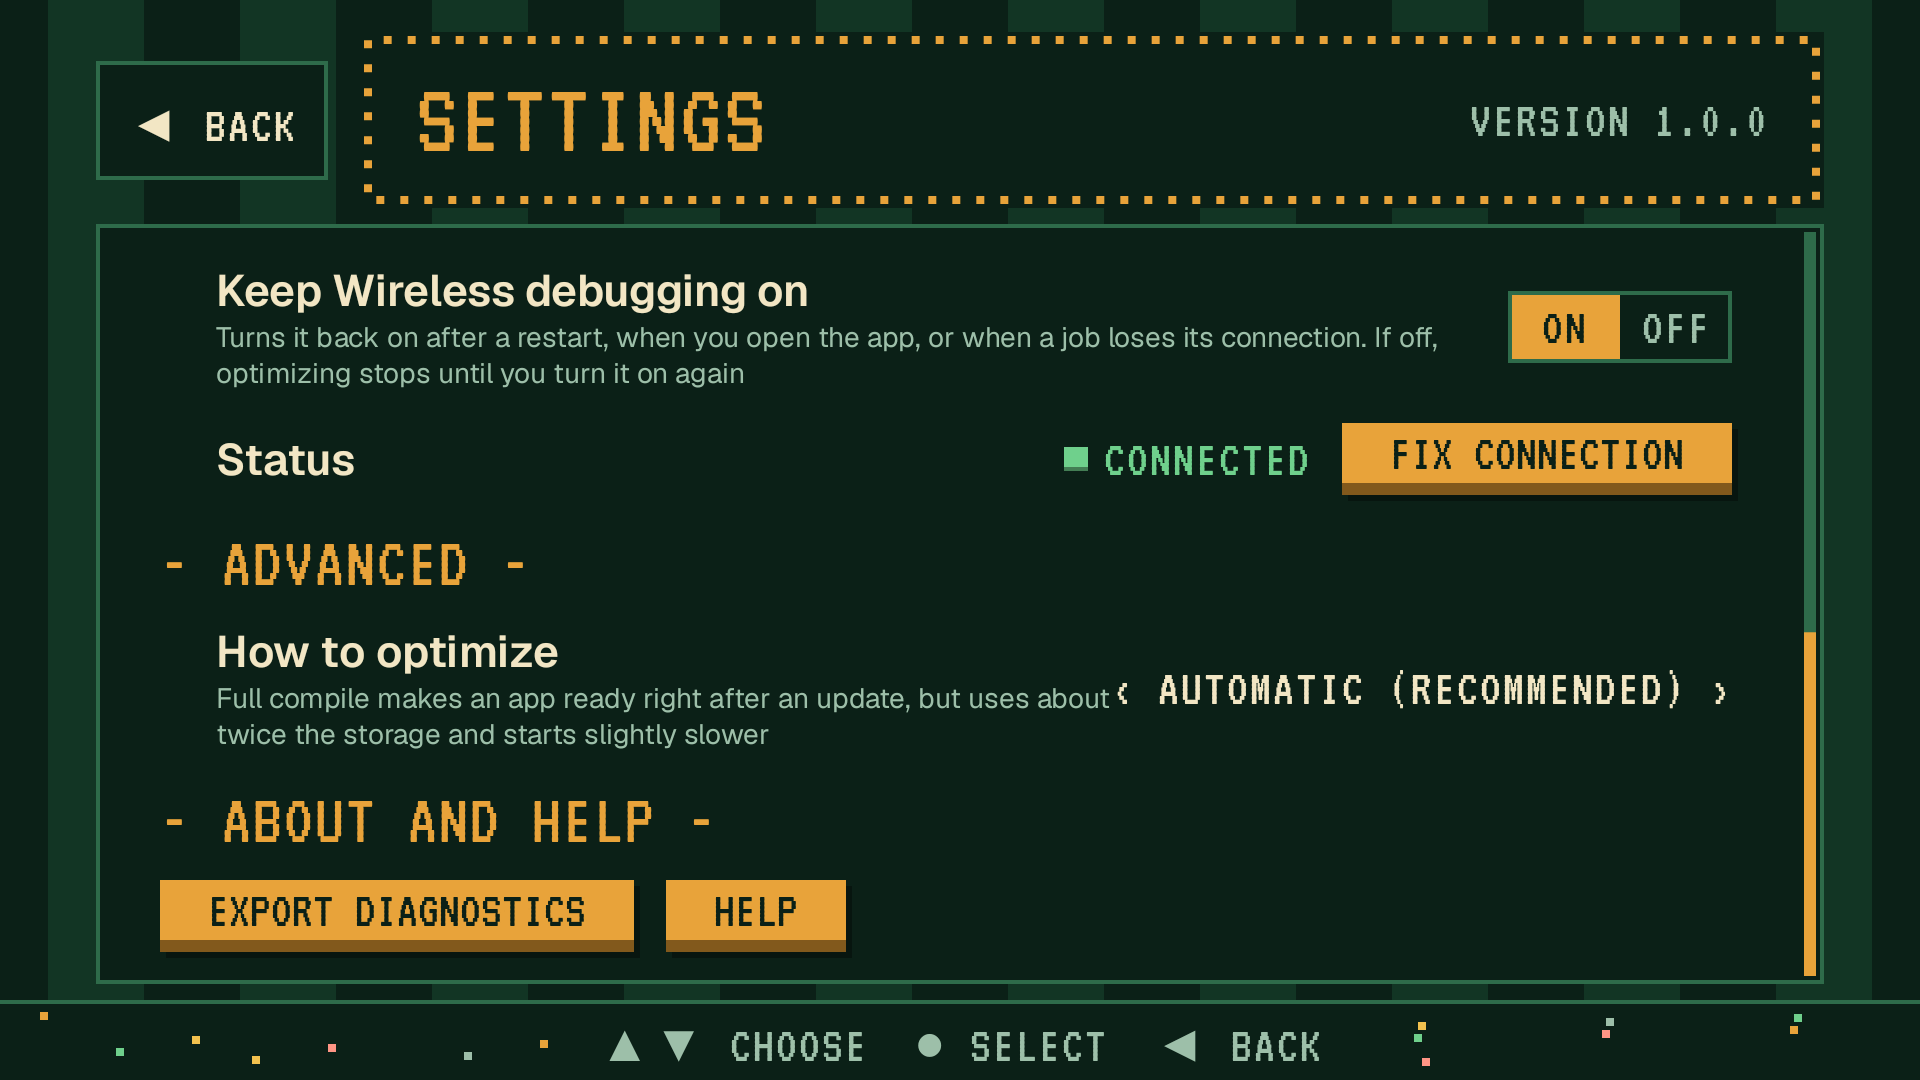 ◀ BACK
SETTINGS
VERSION 1.0.0
Keep Wireless debugging on
Turns it back on after a restart, when you open the app, or when a job loses its connection. If off,
optimizing stops until you turn it on again
ON OFF
Status
CONNECTED
FIX CONNECTION
- ADVANCED -
How to optimize
Full compile makes an app ready right after an update, but uses about
twice the storage and starts slightly slower
‹ AUTOMATIC (RECOMMENDED) ›
- ABOUT AND HELP -
EXPORT DIAGNOSTICS
HELP
▲ ▼ CHOOSE ● SELECT ◀ BACK